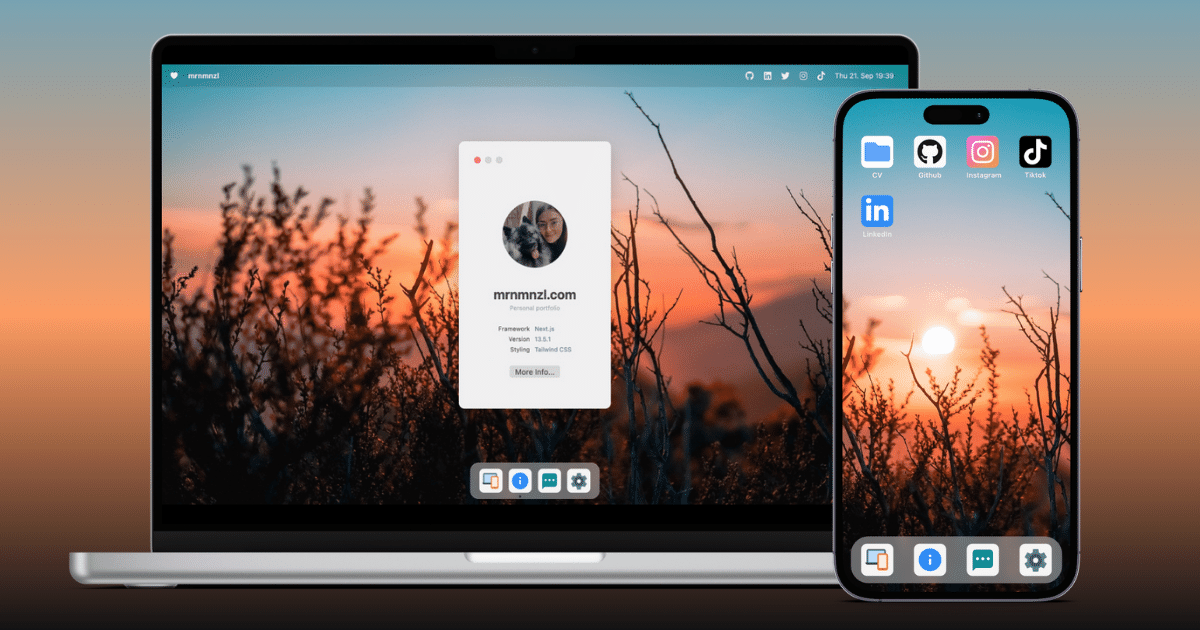 mrnmnzl
Thu 21. Sep 19:39
mrnmnzl.com
Personal portfolio
Framework Next.js
Version 13.5.1
Styling Tailwind CSS
More Info...
CV
Github
Instagram
Tiktok
LinkedIn